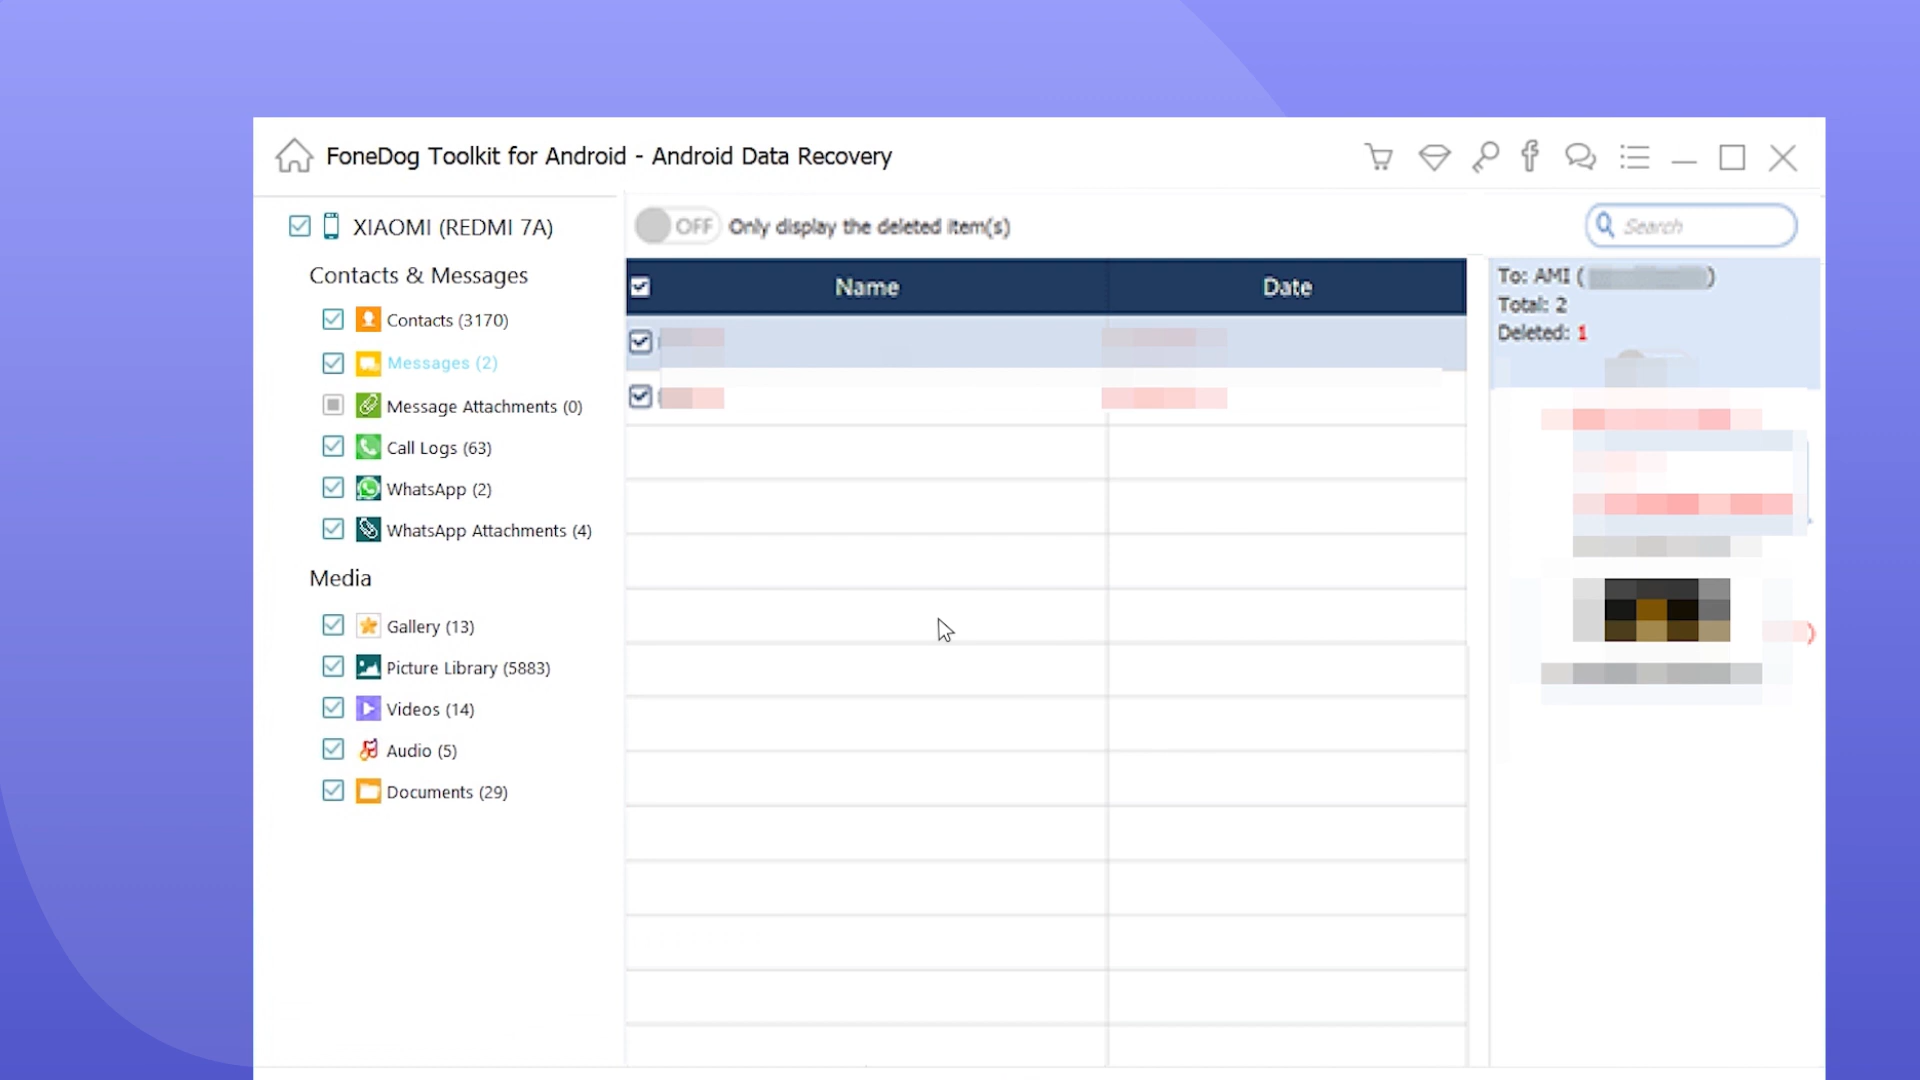 FoneDog Toolkit for Android - Android Data Recovery
XIAOMI (REDMI 7A)
Contacts & Messages
Contacts (3170)
Messages (2)
Message Attachments (0)
Call Logs (63)
WhatsApp (2)
WhatsApp Attachments (4)
Media
Gallery (13)
Picture Library (5883)
Videos (14)
Audio (5)
Documents (29)
OFF Only display the deleted item(s)
Search
Name Date
To: AMI ( )
Total: 2
Deleted: 1